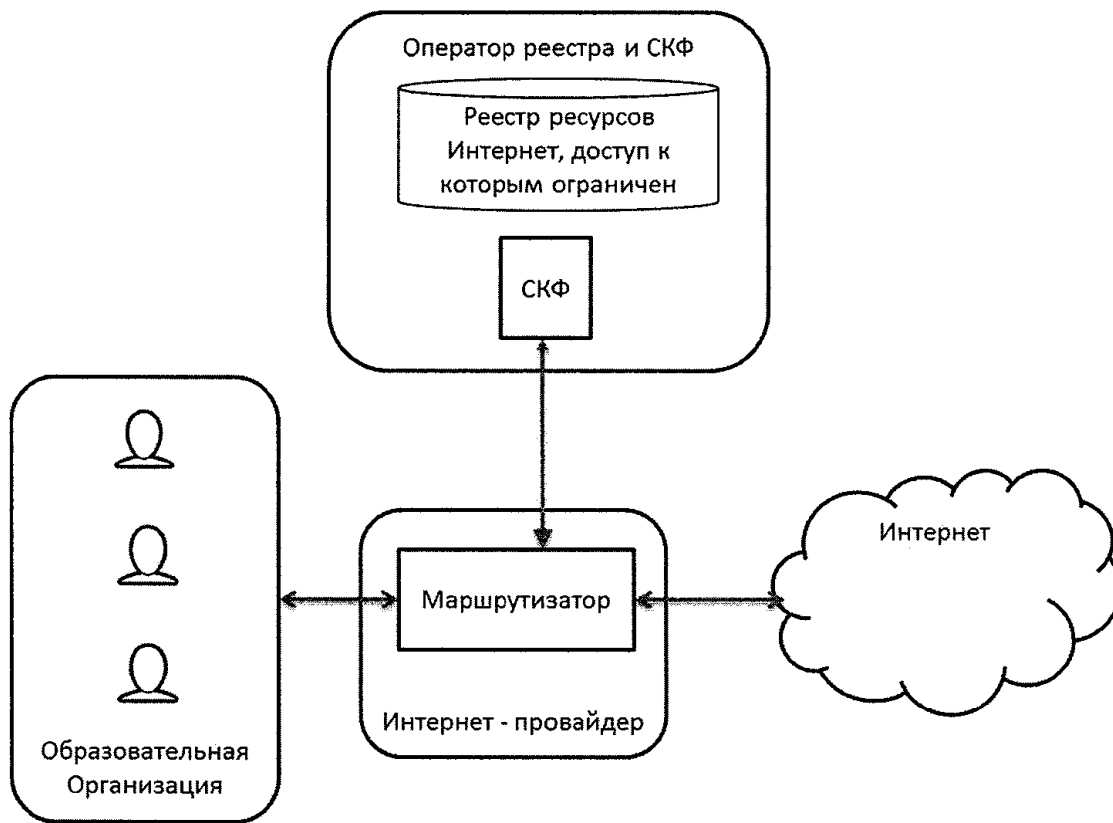 Оператор реестра и СКФ
Реестр ресурсов
Интернет, доступ к
которым ограничен
СКФ
Интернет
Маршрутизатор
Интернет - провайдер
Образовательная
Организация